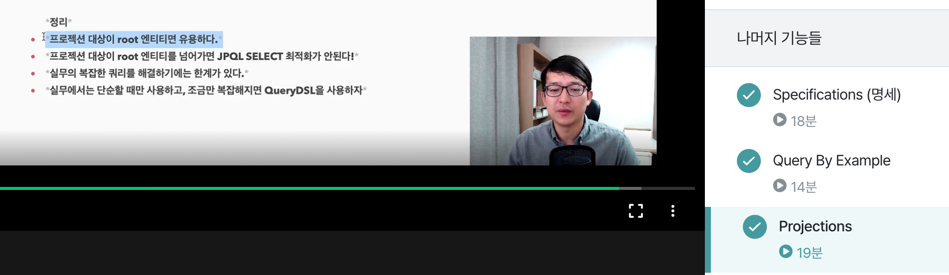 *정리*
*프로젝션 대상이 root 엔티티면 유용하다.*
*프로젝션 대상이 root 엔티티를 넘어가면 JPQL SELECT 최적화가 안된다!*
*실무의 복잡한 쿼리를 해결하기에는 한계가 있다.*
*실무에서는 단순할 때만 사용하고, 조금만 복잡해지면 QueryDSL을 사용하자*
나머지 기능들
Specifications (명세)
18분
Query By Example
14분
Projections
19분